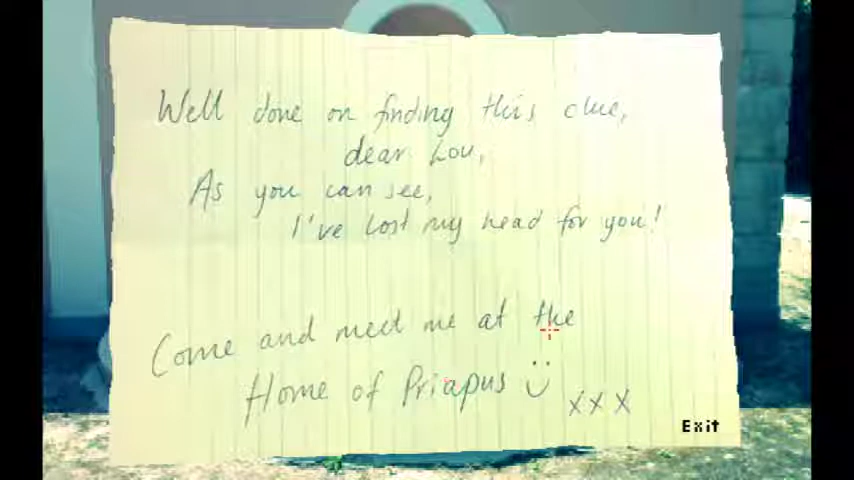 Well done on finding this clue,
dear Lou,
As you can see,
I've lost my head for you!
Come and meet me at the
Home of Priapus :)
xxx
Exit